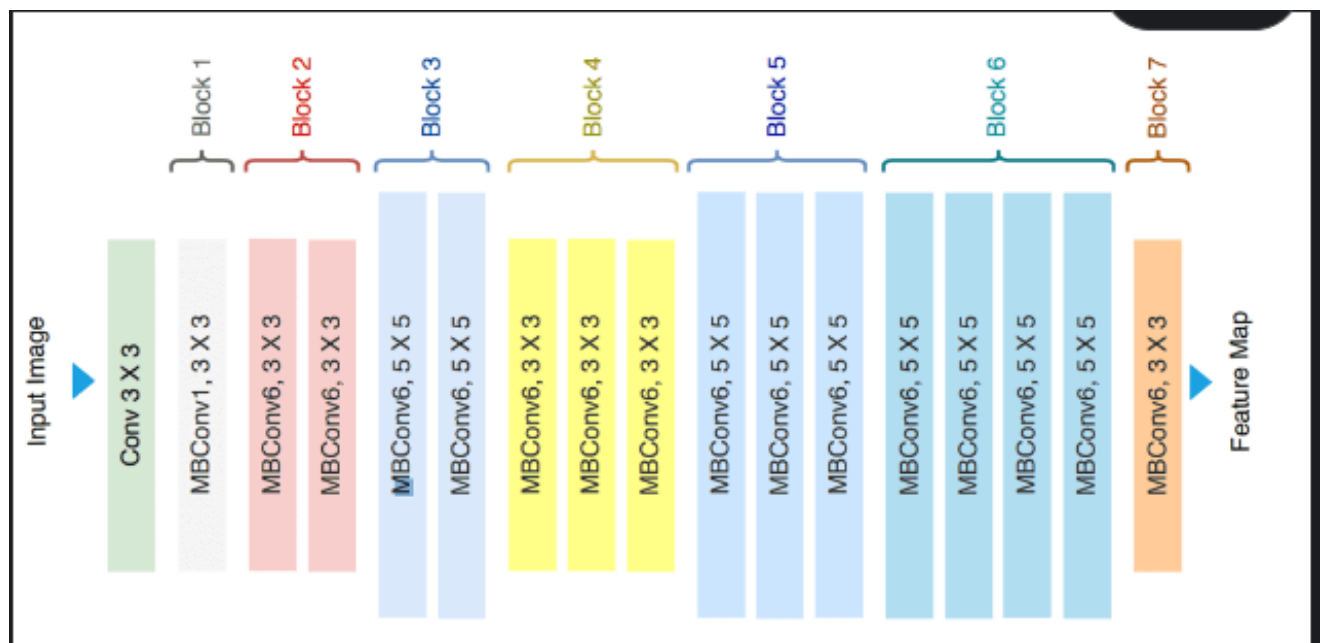 Input Image
Conv 3 X 3
Block 1
MBConv1, 3 X 3
Block 2
MBConv6, 3 X 3
MBConv6, 3 X 3
Block 3
MBConv6, 5 X 5
MBConv6, 5 X 5
Block 4
MBConv6, 3 X 3
MBConv6, 3 X 3
MBConv6, 3 X 3
Block 5
MBConv6, 5 X 5
MBConv6, 5 X 5
MBConv6, 5 X 5
Block 6
MBConv6, 5 X 5
MBConv6, 5 X 5
MBConv6, 5 X 5
MBConv6, 5 X 5
Block 7
MBConv6, 3 X 3
Feature Map